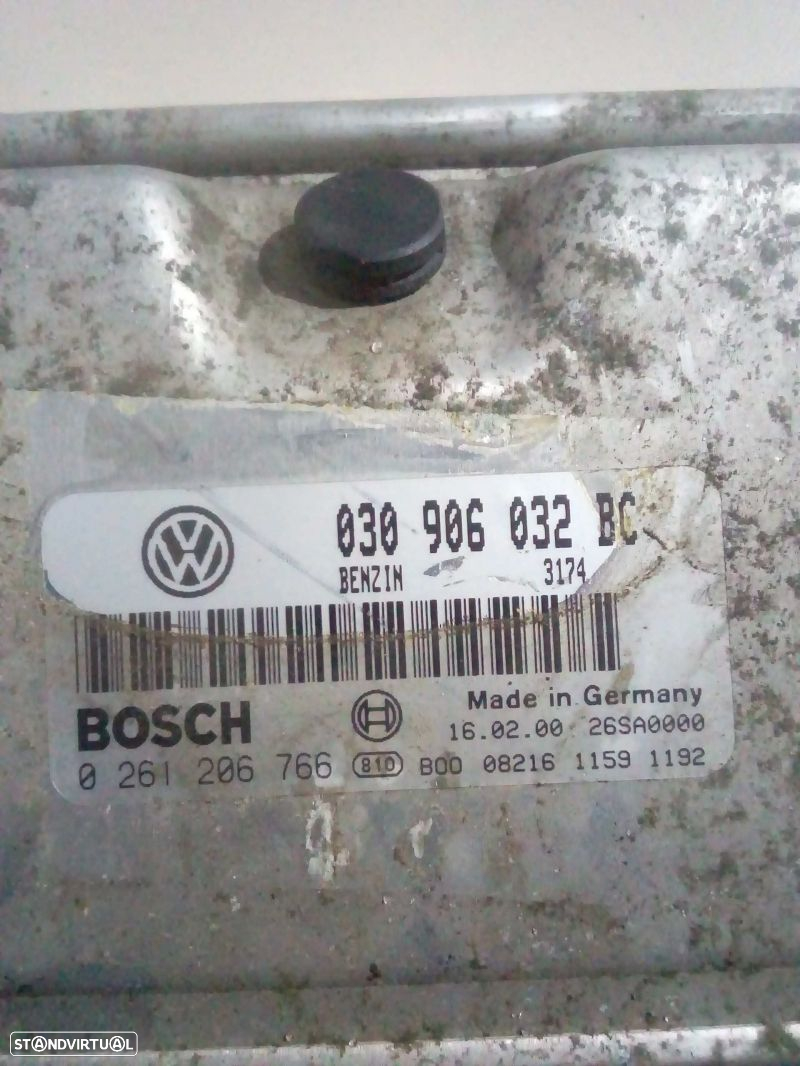 030 906 032 BC
BENZIN 3174
BOSCH
Made in Germany
16.02.00 26SA0000
0 261 206 766 810 B00 08216 1159 1192
STANDVIRTUAL